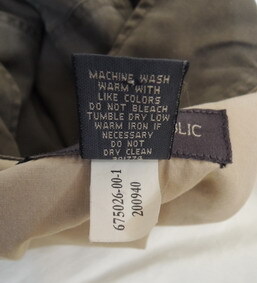 MACHINE WASH
WARM WITH
LIKE COLORS
DO NOT BLEACH
TUMBLE DRY LOW
WARM IRON IF
NECESSARY
DO NOT
DRY CLEAN
BLIC
675026-00-1
200940